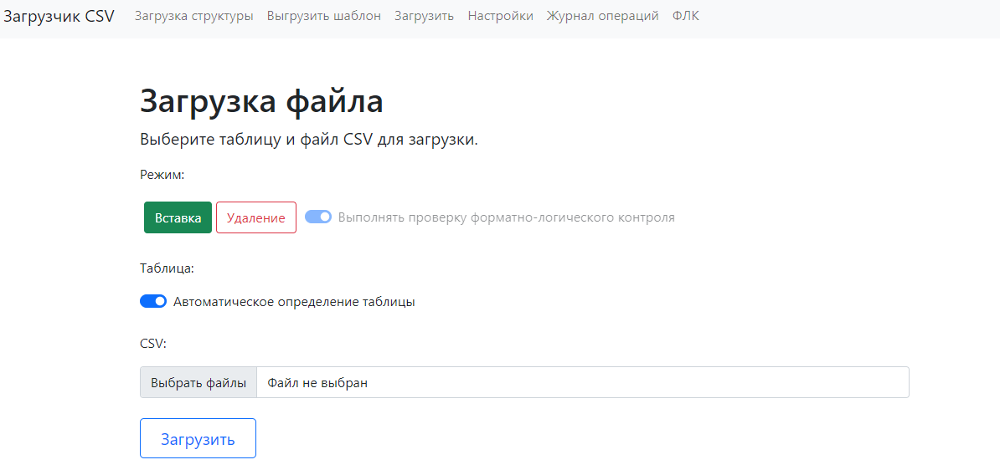 Загрузчик CSV Загрузка структуры Выгрузить шаблон Загрузить Настройки Журнал операций ФЛК
Загрузка файла
Выберите таблицу и файл CSV для загрузки.
Режим:
Вставка Удаление Выполнять проверку форматно-логического контроля
Таблица:
Автоматическое определение таблицы
CSV:
Выбрать файлы Файл не выбран
Загрузить